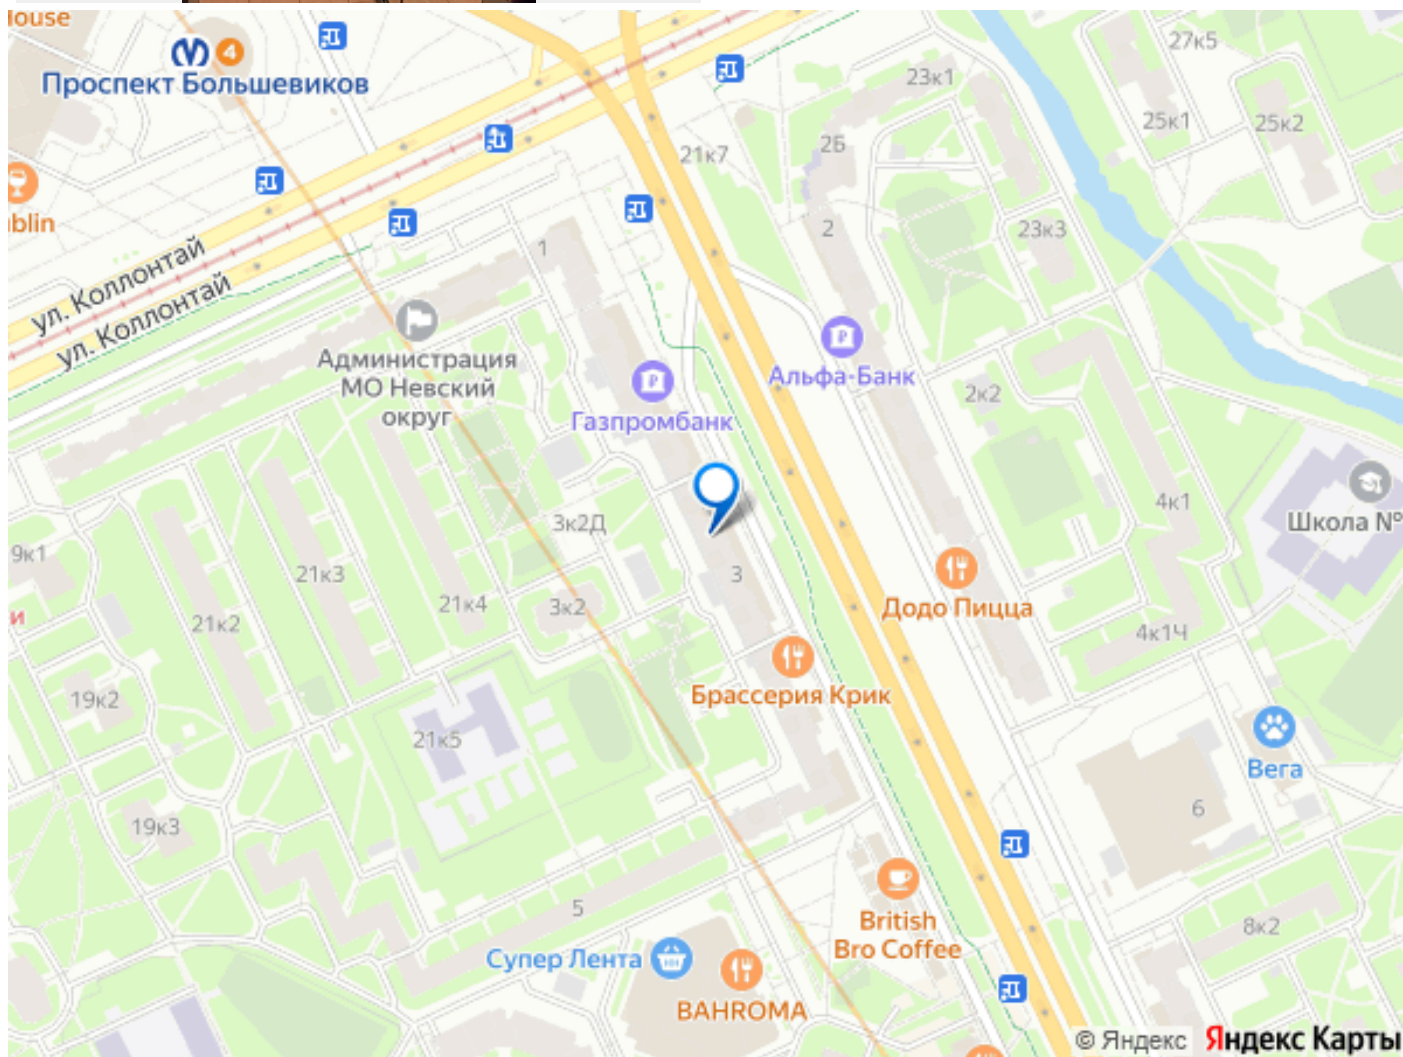 ouse
4
Проспект Большевиков
27к5
23к1
25к1
25к2
2Б
21к7
blin
2
23к3
1
ул. Коллонтай
ул. Коллонтай
Администрация
МО Невский
округ
Альфа-Банк
Газпромбанк
2к2
4к1
Школа №
3к2Д
9к1
21к3
3
21к4
3к2
Додо Пицца
и
21к2
4к1Ч
Брассерия Крик
19к2
21к5
Вега
6
19к3
5
British
Bro Coffee
8к2
Супер Лента
BAHROMA
© Яндекс Яндекс Карты